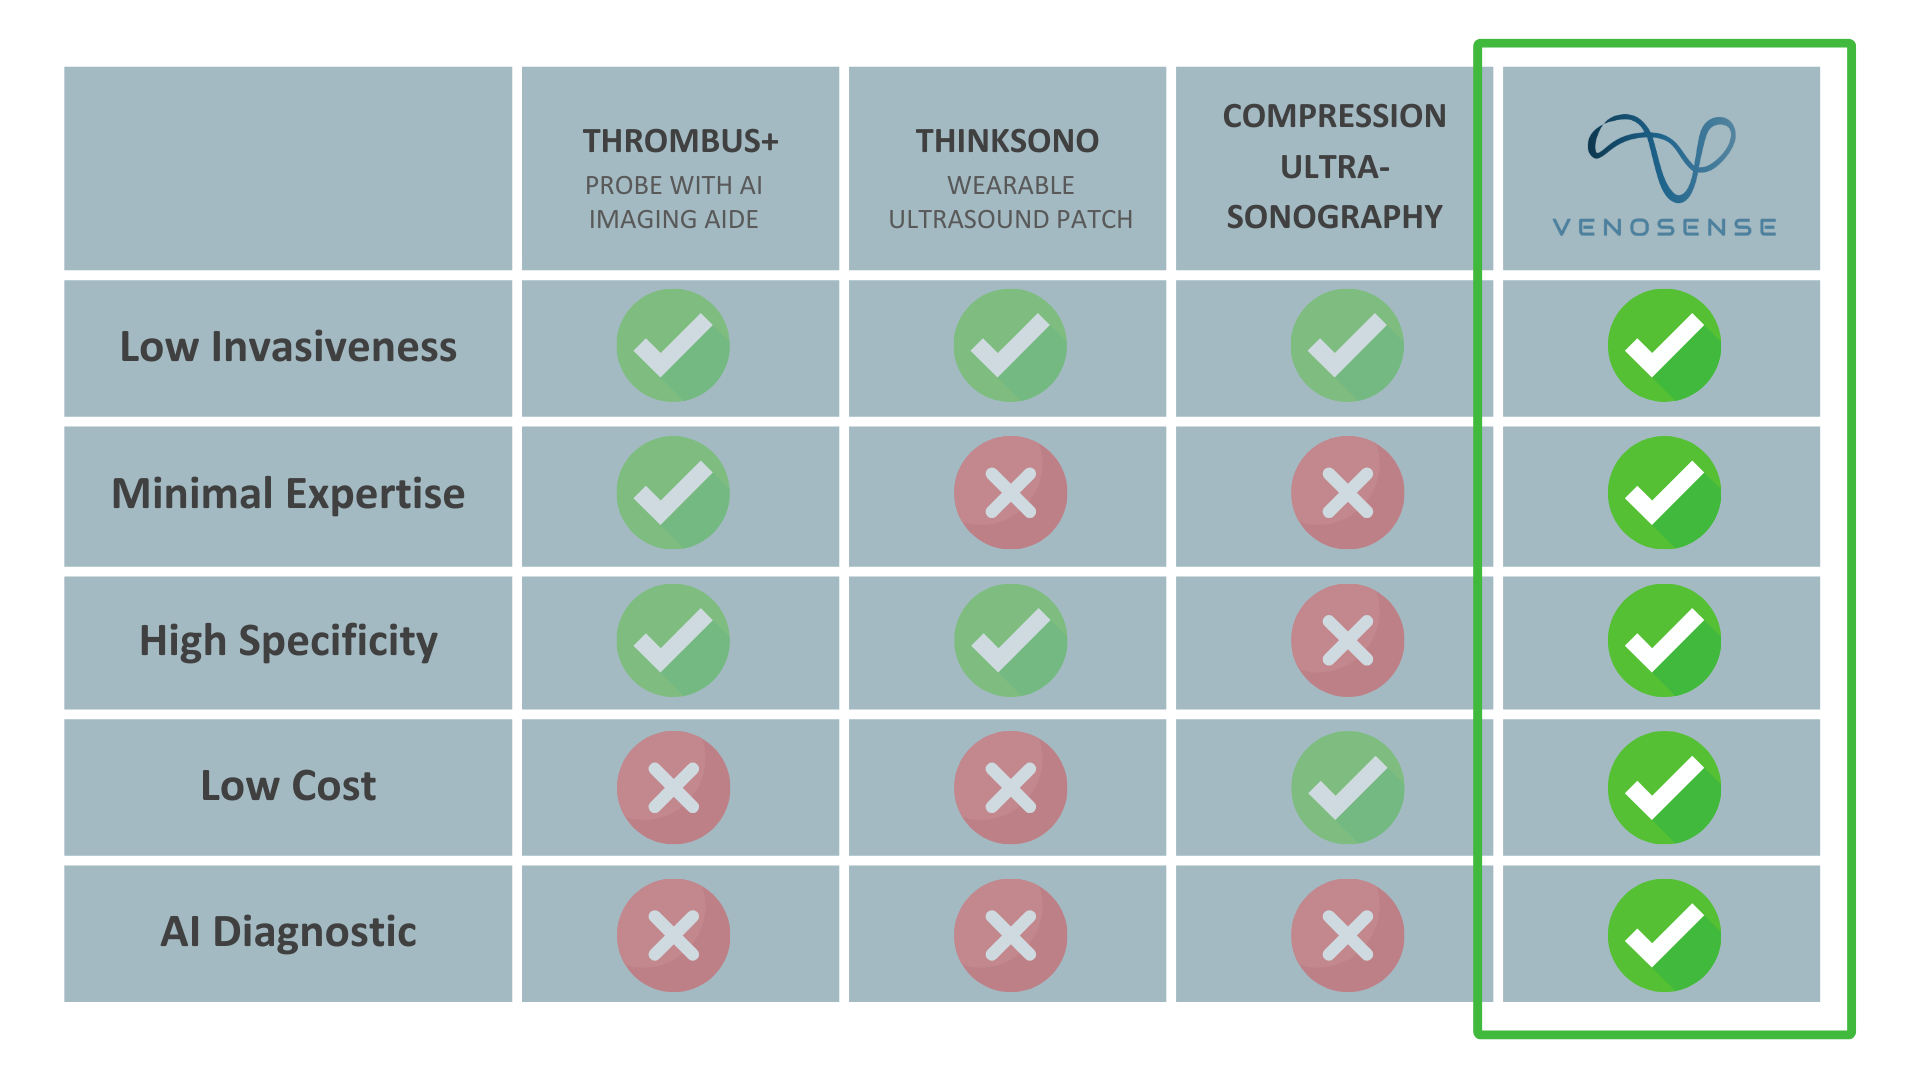 THROMBUS+
PROBE WITH AI
IMAGING AIDE
THINKSONO
WEARABLE
ULTRASOUND PATCH
COMPRESSION
ULTRA-
SONOGRAPHY
VENOSENSE
Low Invasiveness
Minimal Expertise
High Specificity
Low Cost
AI Diagnostic